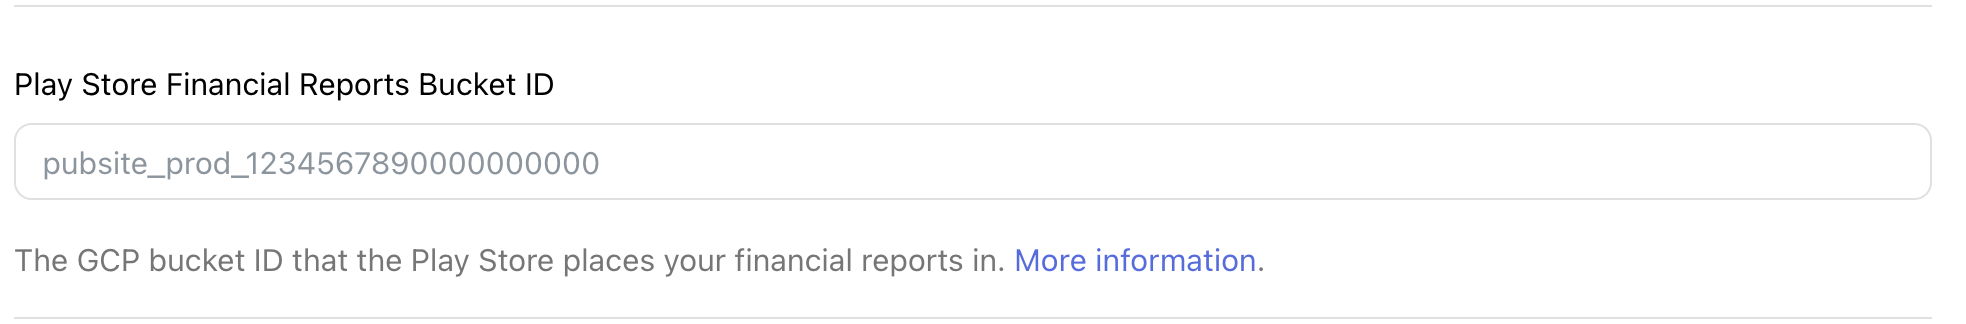 Play Store Financial Reports Bucket ID
pubsite_prod_1234567890000000000
The GCP bucket ID that the Play Store places your financial reports in. More information.